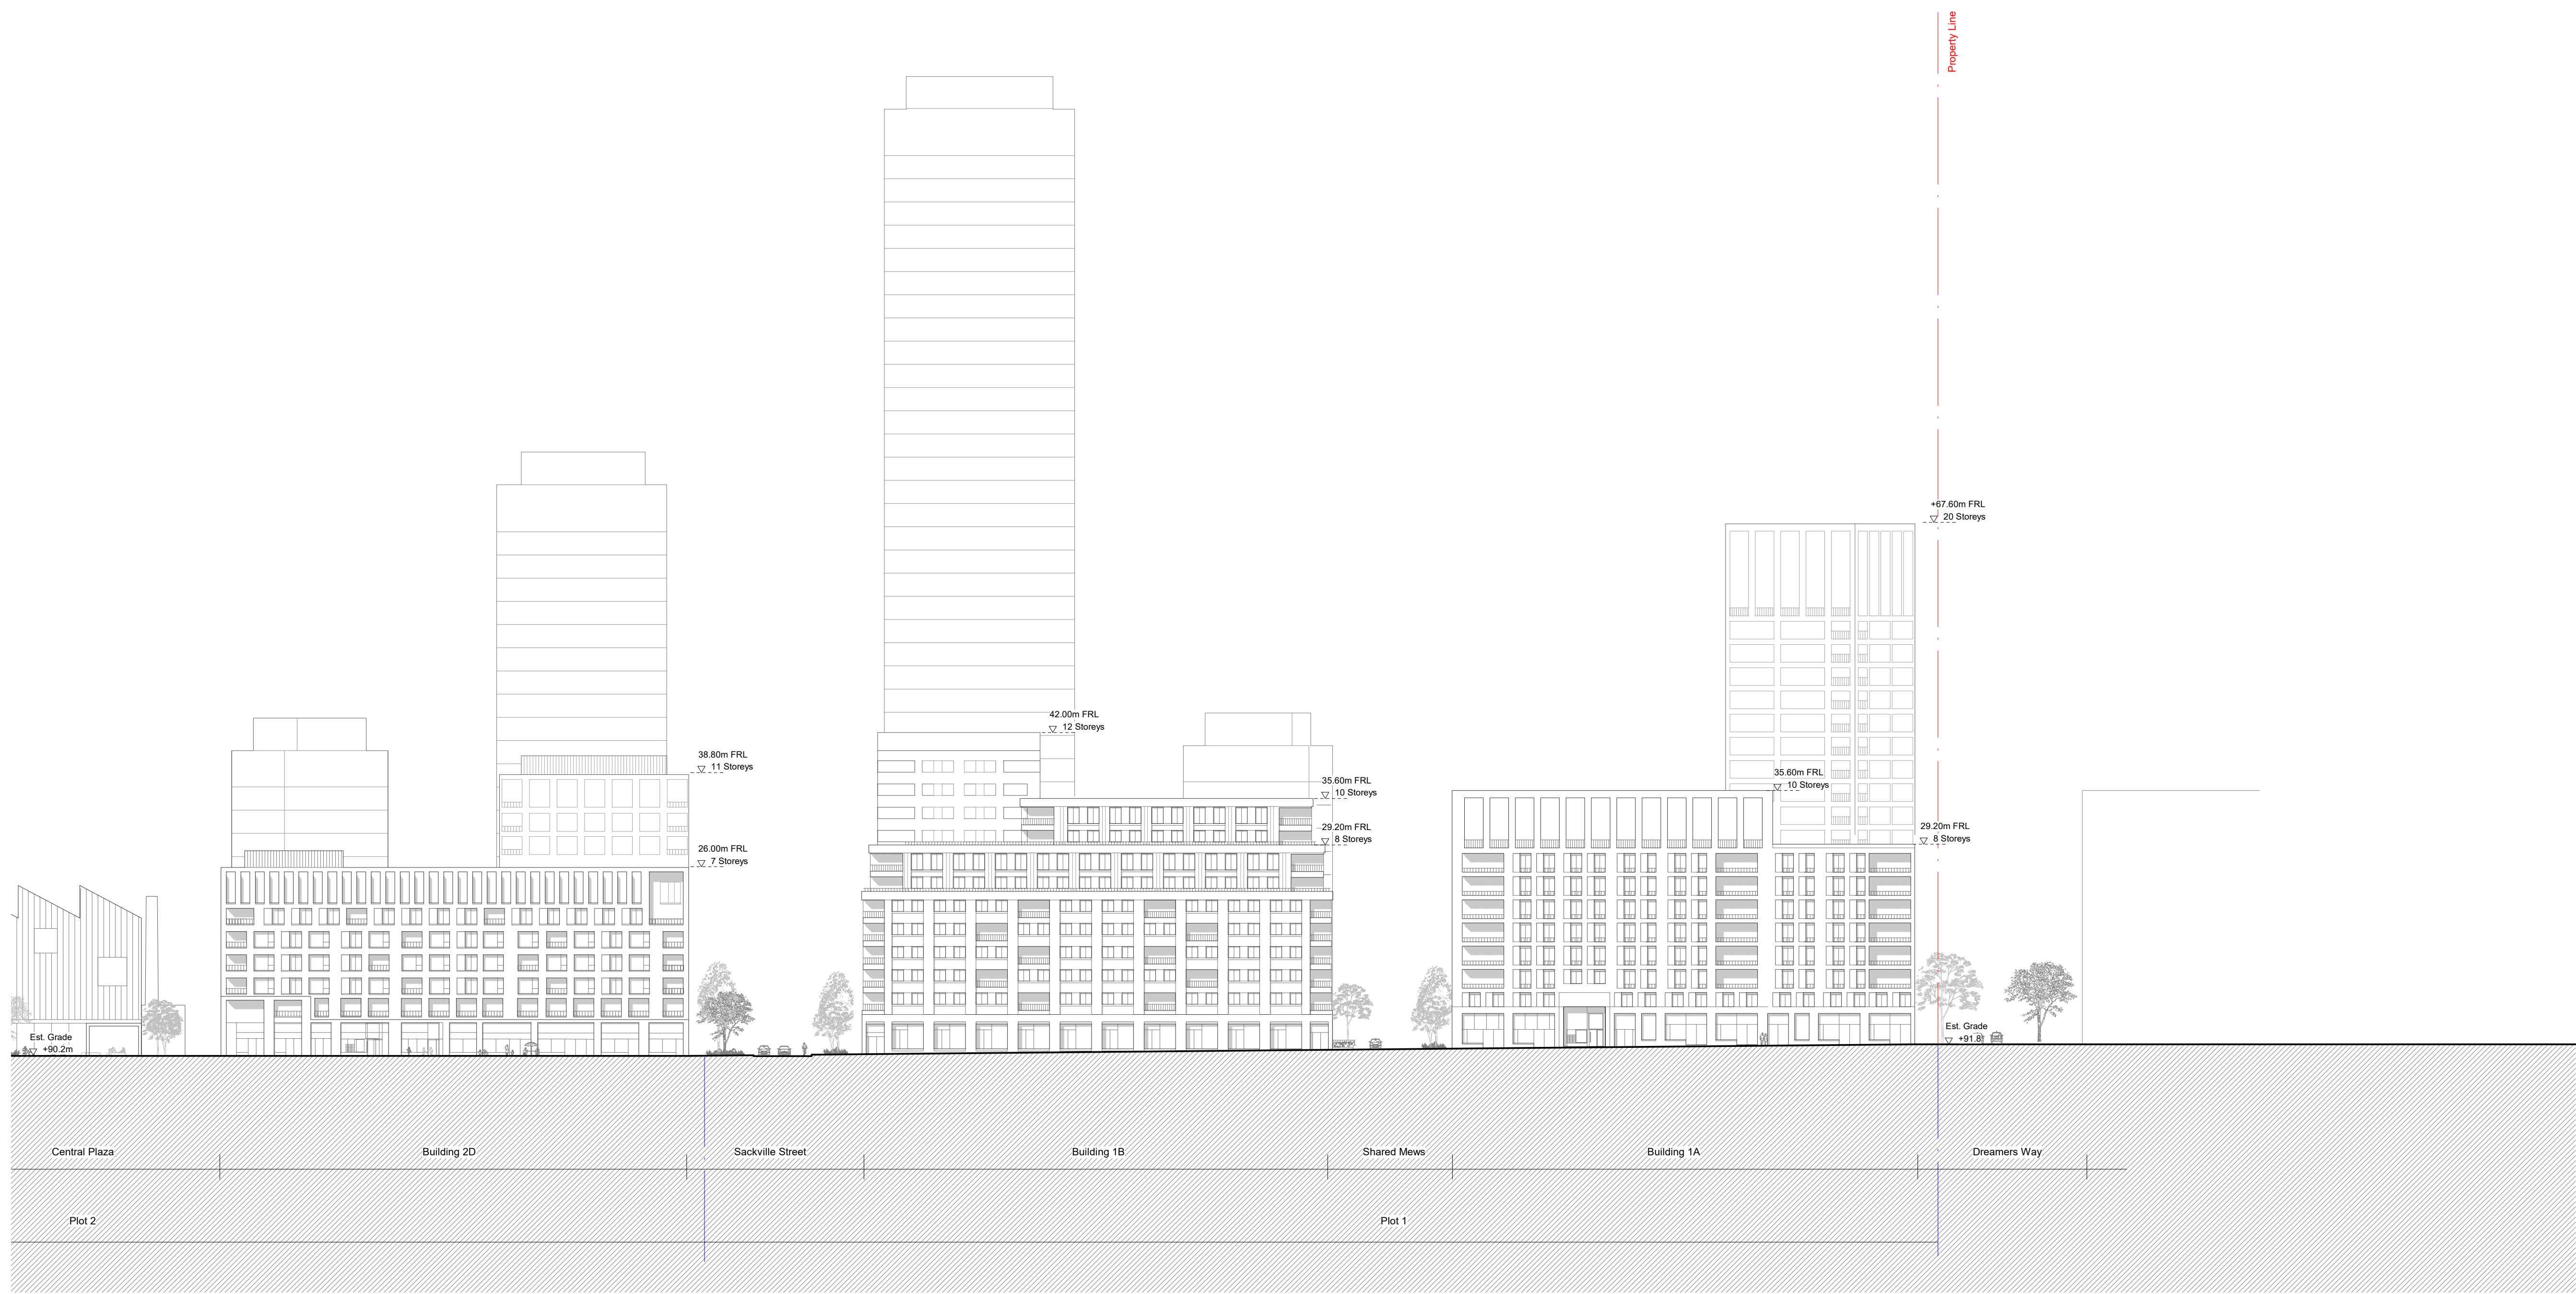 Property Line
+67.60m FRL
20 Storeys
42.00m FRL
12 Storeys
38.80m FRL
11 Storeys
35.60m FRL
10 Storeys
35.60m FRL
10 Storeys
29.20m FRL
8 Storeys
29.20m FRL
8 Storeys
26.00m FRL
7 Storeys
Est. Grade
+90.2m
Est. Grade
+91.8
Central Plaza
Building 2D
Sackville Street
Building 1B
Shared Mews
Building 1A
Dreamers Way
Plot 2
Plot 1